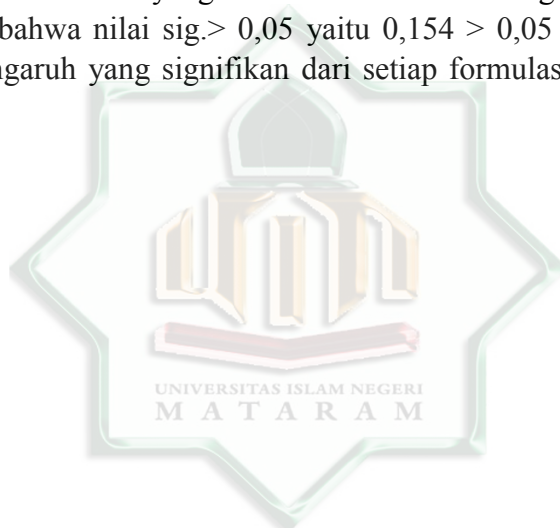 bahwa nilai sig.> 0,05 yaitu 0,154 > 0,05
ngaruh yang signifikan dari setiap formulas
UNIVERSITAS ISLAM NEGERI
M A T A R A M